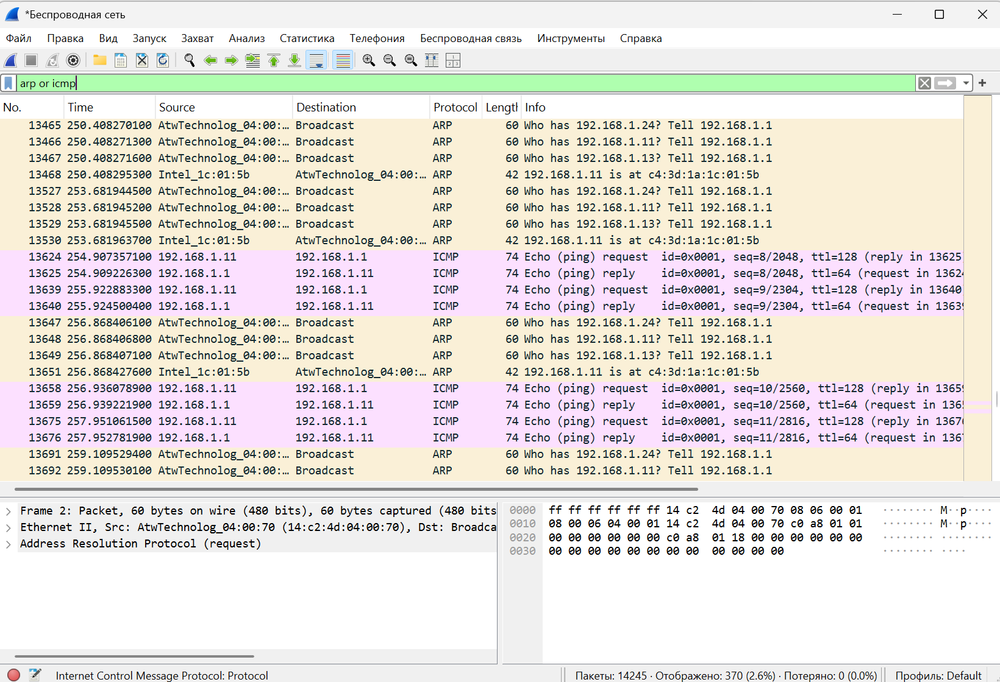 *Беспроводная сеть
Файл Правка Вид Запуск Захват Анализ Статистика Телефония Беспроводная связь Инструменты Справка
arp or icmp
No. Time Source Destination Protocol Length Info
13465 250.408270100 AtwTechnolog_04:00:… Broadcast ARP 60 Who has 192.168.1.24? Tell 192.168.1.1
13466 250.408271300 AtwTechnolog_04:00:… Broadcast ARP 60 Who has 192.168.1.11? Tell 192.168.1.1
13467 250.408271600 AtwTechnolog_04:00:… Broadcast ARP 60 Who has 192.168.1.13? Tell 192.168.1.1
13468 250.408295300 Intel_1c:01:5b AtwTechnolog_04:00:… ARP 42 192.168.1.11 is at c4:3d:1a:1c:01:5b
13527 253.681944500 AtwTechnolog_04:00:… Broadcast ARP 60 Who has 192.168.1.24? Tell 192.168.1.1
13528 253.681945200 AtwTechnolog_04:00:… Broadcast ARP 60 Who has 192.168.1.11? Tell 192.168.1.1
13529 253.681945500 AtwTechnolog_04:00:… Broadcast ARP 60 Who has 192.168.1.13? Tell 192.168.1.1
13530 253.681963700 Intel_1c:01:5b AtwTechnolog_04:00:… ARP 42 192.168.1.11 is at c4:3d:1a:1c:01:5b
13624 254.907357100 192.168.1.11 192.168.1.1 ICMP 74 Echo (ping) request id=0x0001, seq=8/2048, ttl=128 (reply in 13625
13625 254.909226300 192.168.1.1 192.168.1.11 ICMP 74 Echo (ping) reply id=0x0001, seq=8/2048, ttl=64 (request in 13624
13639 255.922883300 192.168.1.11 192.168.1.1 ICMP 74 Echo (ping) request id=0x0001, seq=9/2304, ttl=128 (reply in 13640
13640 255.924500400 192.168.1.1 192.168.1.11 ICMP 74 Echo (ping) reply id=0x0001, seq=9/2304, ttl=64 (request in 13639
13647 256.868406100 AtwTechnolog_04:00:… Broadcast ARP 60 Who has 192.168.1.24? Tell 192.168.1.1
13648 256.868406800 AtwTechnolog_04:00:… Broadcast ARP 60 Who has 192.168.1.11? Tell 192.168.1.1
13649 256.868407100 AtwTechnolog_04:00:… Broadcast ARP 60 Who has 192.168.1.13? Tell 192.168.1.1
13651 256.868427600 Intel_1c:01:5b AtwTechnolog_04:00:… ARP 42 192.168.1.11 is at c4:3d:1a:1c:01:5b
13658 256.936078900 192.168.1.11 192.168.1.1 ICMP 74 Echo (ping) request id=0x0001, seq=10/2560, ttl=128 (reply in 13659
13659 256.939221900 192.168.1.1 192.168.1.11 ICMP 74 Echo (ping) reply id=0x0001, seq=10/2560, ttl=64 (request in 1365
13675 257.951061500 192.168.1.11 192.168.1.1 ICMP 74 Echo (ping) request id=0x0001, seq=11/2816, ttl=128 (reply in 13676
13676 257.952781900 192.168.1.1 192.168.1.11 ICMP 74 Echo (ping) reply id=0x0001, seq=11/2816, ttl=64 (request in 1367
13691 259.109529400 AtwTechnolog_04:00:… Broadcast ARP 60 Who has 192.168.1.24? Tell 192.168.1.1
13692 259.109530100 AtwTechnolog_04:00:… Broadcast ARP 60 Who has 192.168.1.11? Tell 192.168.1.1
Frame 2: Packet, 60 bytes on wire (480 bits), 60 bytes captured (480 bits
Ethernet II, Src: AtwTechnolog_04:00:70 (14:c2:4d:04:00:70), Dst: Broadca
Address Resolution Protocol (request)
0000 ff ff ff ff ff ff 14 c2 4d 04 00 70 08 06 00 01 ········ M··p····
0010 08 00 06 04 00 01 14 c2 4d 04 00 70 c0 a8 01 01 ········ M··p····
0020 00 00 00 00 00 00 c0 a8 01 18 00 00 00 00 00 00 ········ ········
0030 00 00 00 00 00 00 00 00 00 00 00 00 ········ ····
Internet Control Message Protocol: Protocol
Пакеты: 14245 · Отображено: 370 (2.6%) · Потеряно: 0 (0.0%)
Профиль: Default